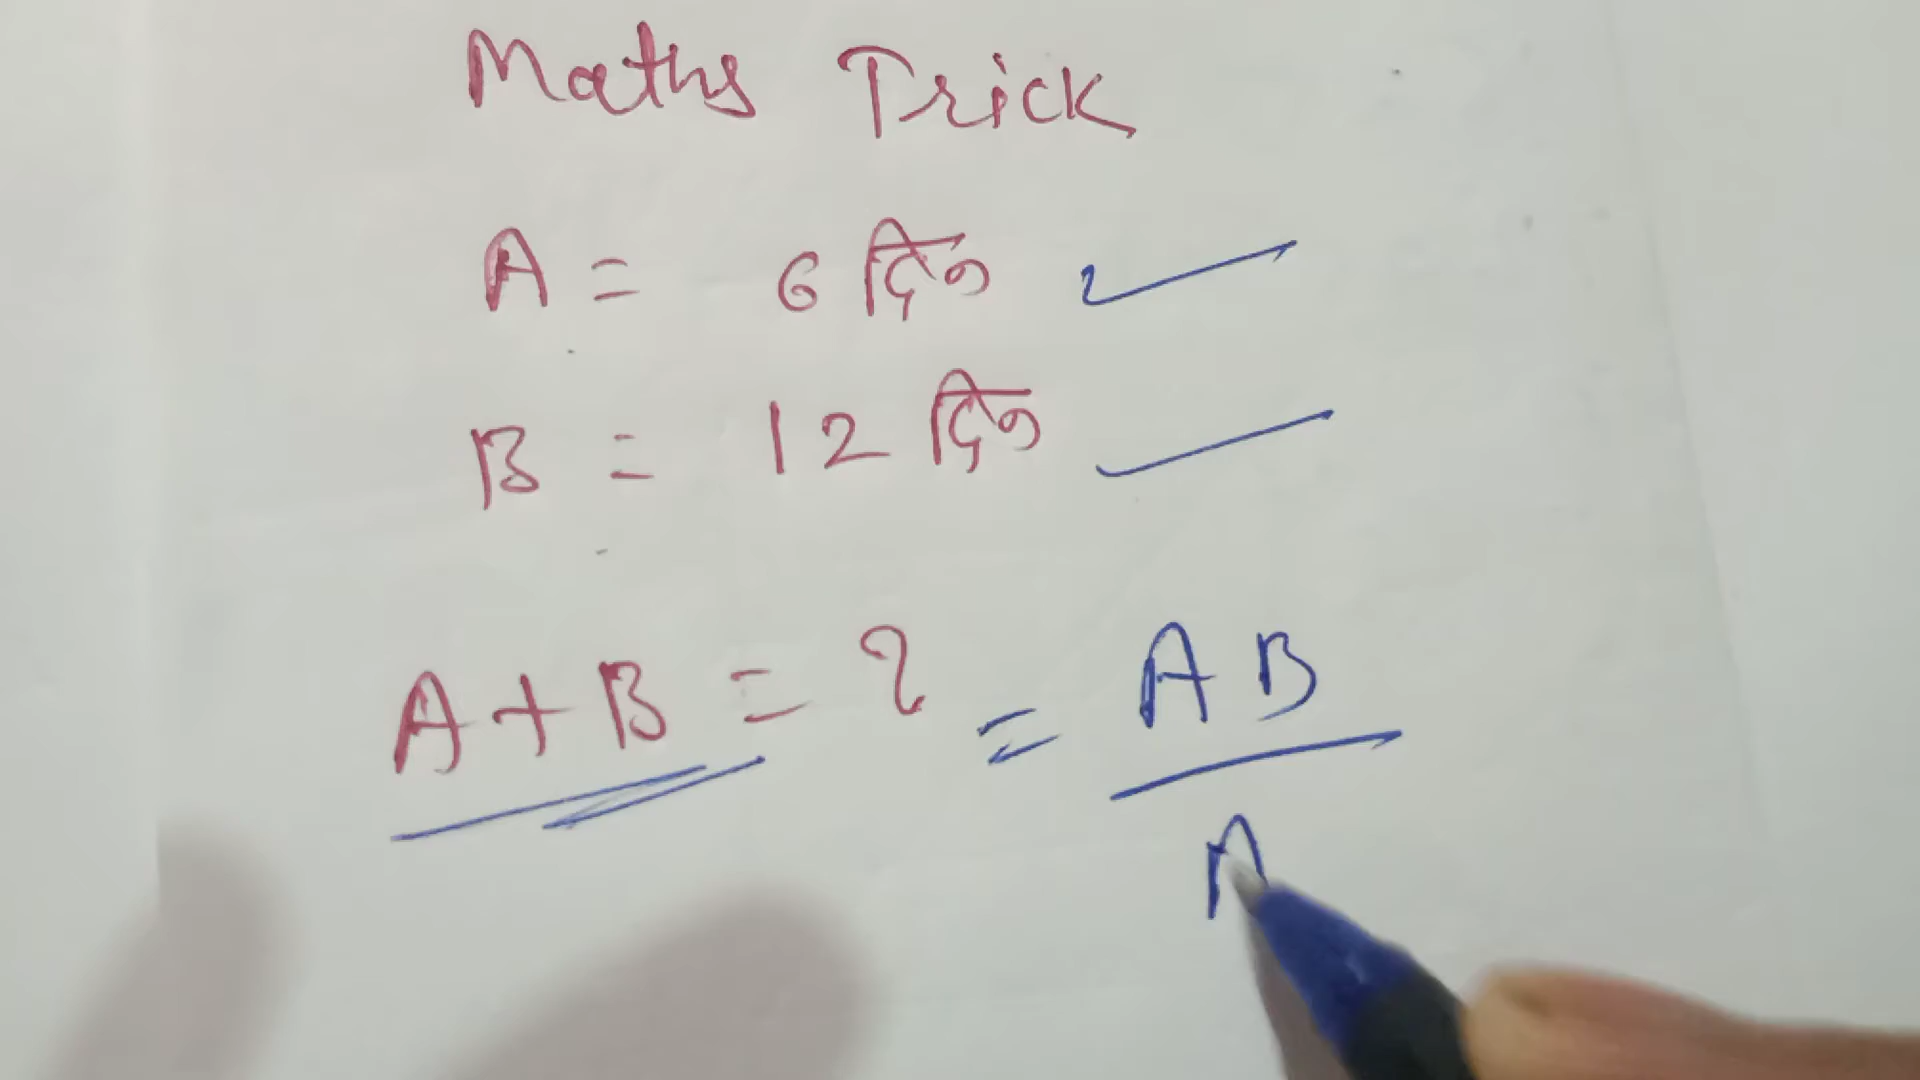 Maths Trick
A = 6 दिन
B = 12 दिन
A + B = ? = AB
A